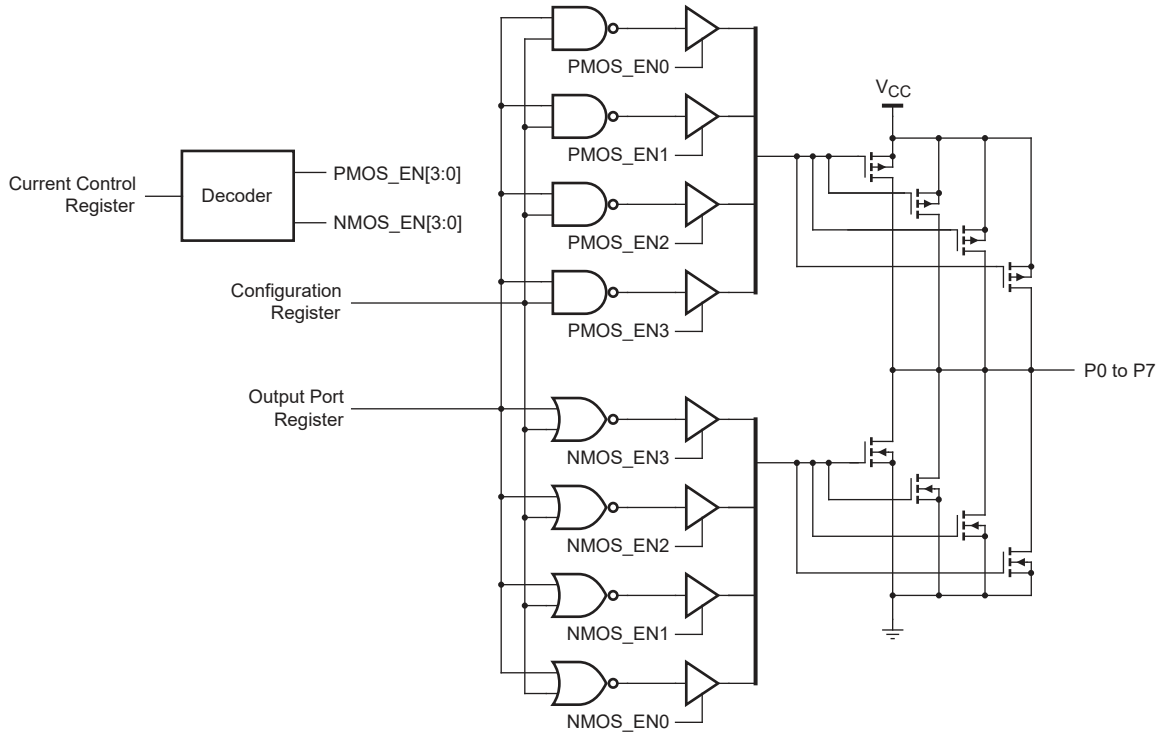 PMOS_EN0
V_CC
PMOS_EN1
Current Control
Register
Decoder
PMOS_EN[3:0]
NMOS_EN[3:0]
PMOS_EN2
Configuration
Register
PMOS_EN3
P0 to P7
Output Port
Register
NMOS_EN3
NMOS_EN2
NMOS_EN1
NMOS_EN0